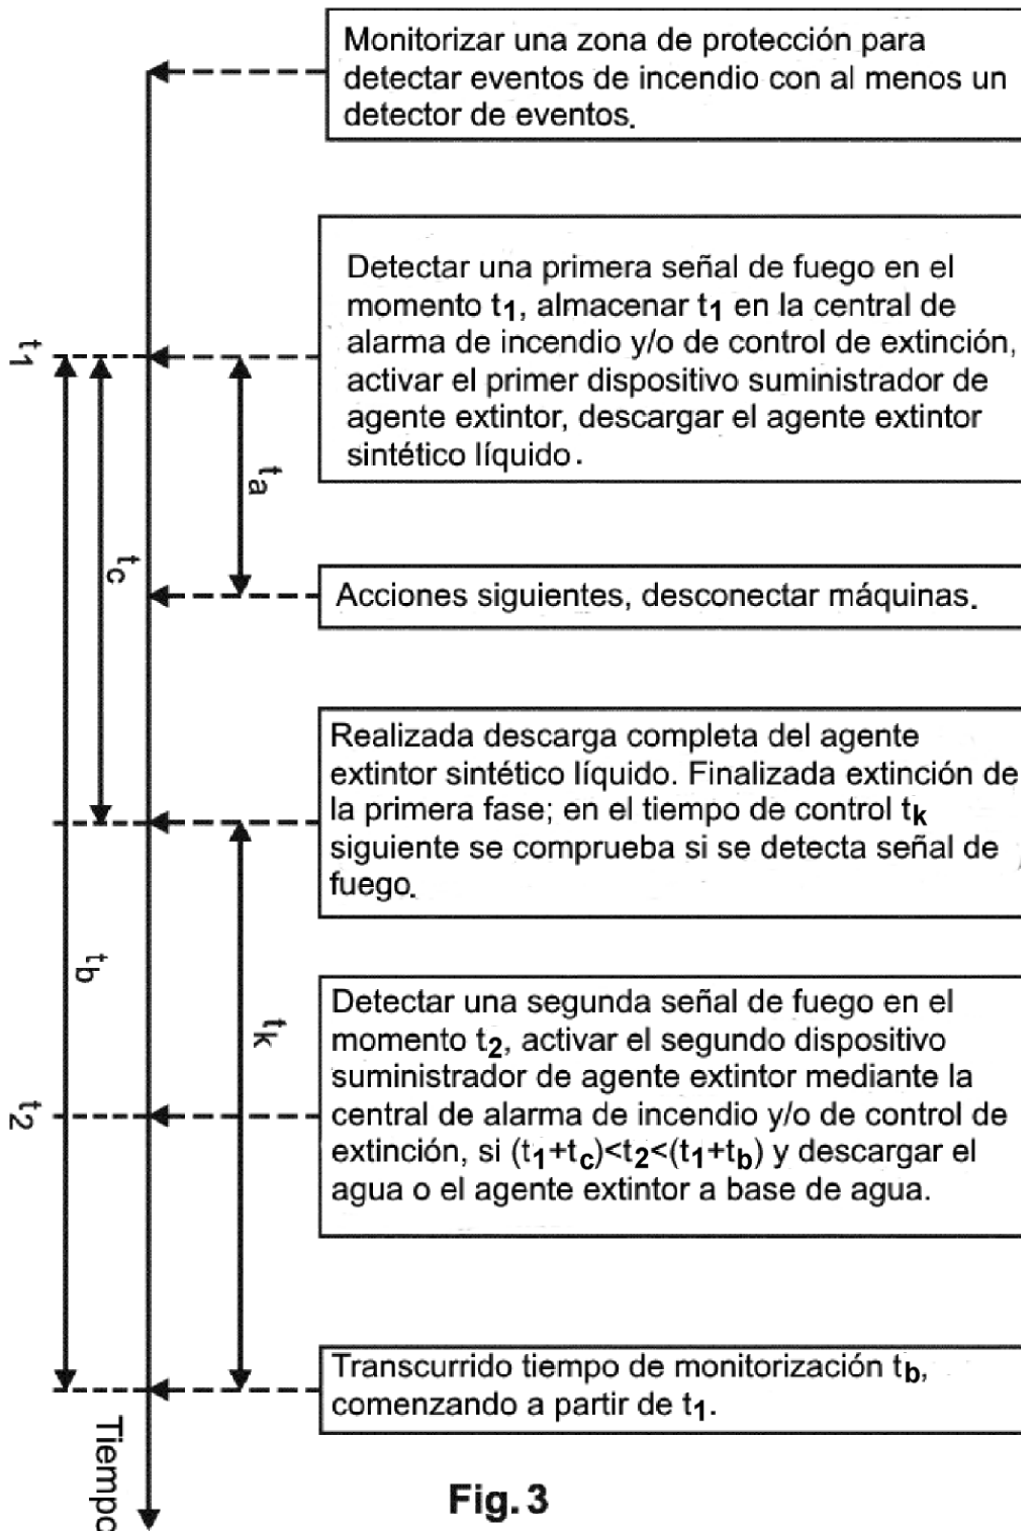 Monitorizar una zona de protección para
detectar eventos de incendio con al menos un
detector de eventos.
Detectar una primera señal de fuego en el
momento t1, almacenar t1 en la central de
alarma de incendio y/o de control de extinción,
activar el primer dispositivo suministrador de
agente extintor, descargar el agente extintor
sintético líquido.
t1
ta
tc
Acciones siguientes, desconectar máquinas.
Realizada descarga completa del agente
extintor sintético líquido. Finalizada extinción de
la primera fase; en el tiempo de control tk
siguiente se comprueba si se detecta señal de
fuego.
tb
tk
Detectar una segunda señal de fuego en el
momento t2, activar el segundo dispositivo
suministrador de agente extintor mediante la
central de alarma de incendio y/o de control de
extinción, si (t1+tc)<t2<(t1+tb) y descargar el
agua o el agente extintor a base de agua.
t2
Transcurrido tiempo de monitorización tb,
comenzando a partir de t1.
Tiempo
Fig. 3